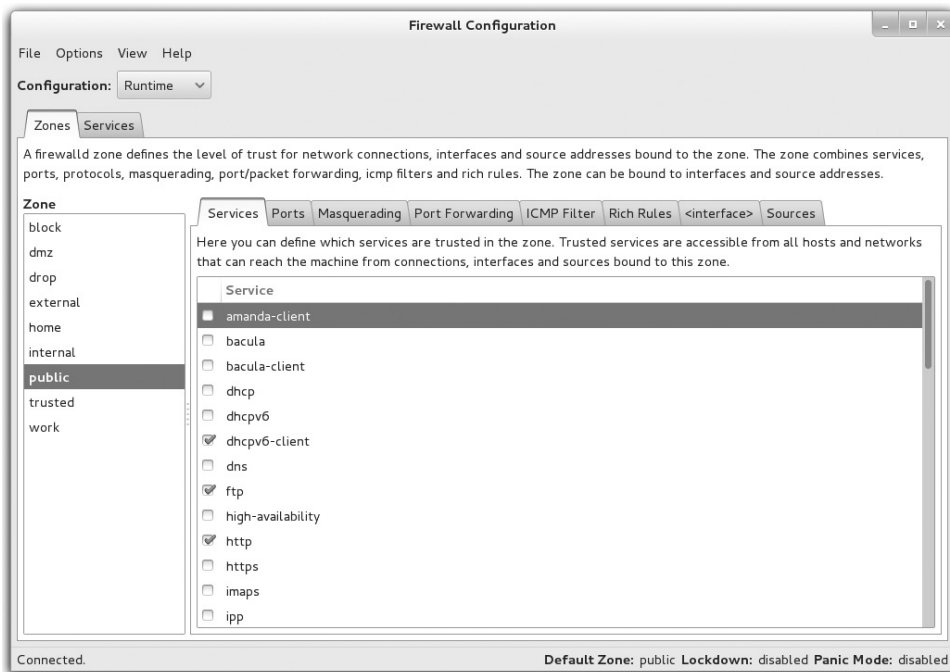 Firewall Configuration
File Options View Help
Configuration: Runtime
Zones Services
A firewalld zone defines the level of trust for network connections, interfaces and source addresses bound to the zone. The zone combines services,
ports, protocols, masquerading, port/packet forwarding, icmp filters and rich rules. The zone can be bound to interfaces and source addresses.
Zone
block
dmz
drop
external
home
internal
public
trusted
work
Services Ports Masquerading Port Forwarding ICMP Filter Rich Rules <interface> Sources
Here you can define which services are trusted in the zone. Trusted services are accessible from all hosts and networks
that can reach the machine from connections, interfaces and sources bound to this zone.
Service
amanda-client
bacula
bacula-client
dhcp
dhcpv6
dhcpv6-client
dns
ftp
high-availability
http
https
imaps
ipp
Connected.
Default Zone: public Lockdown: disabled Panic Mode: disabled